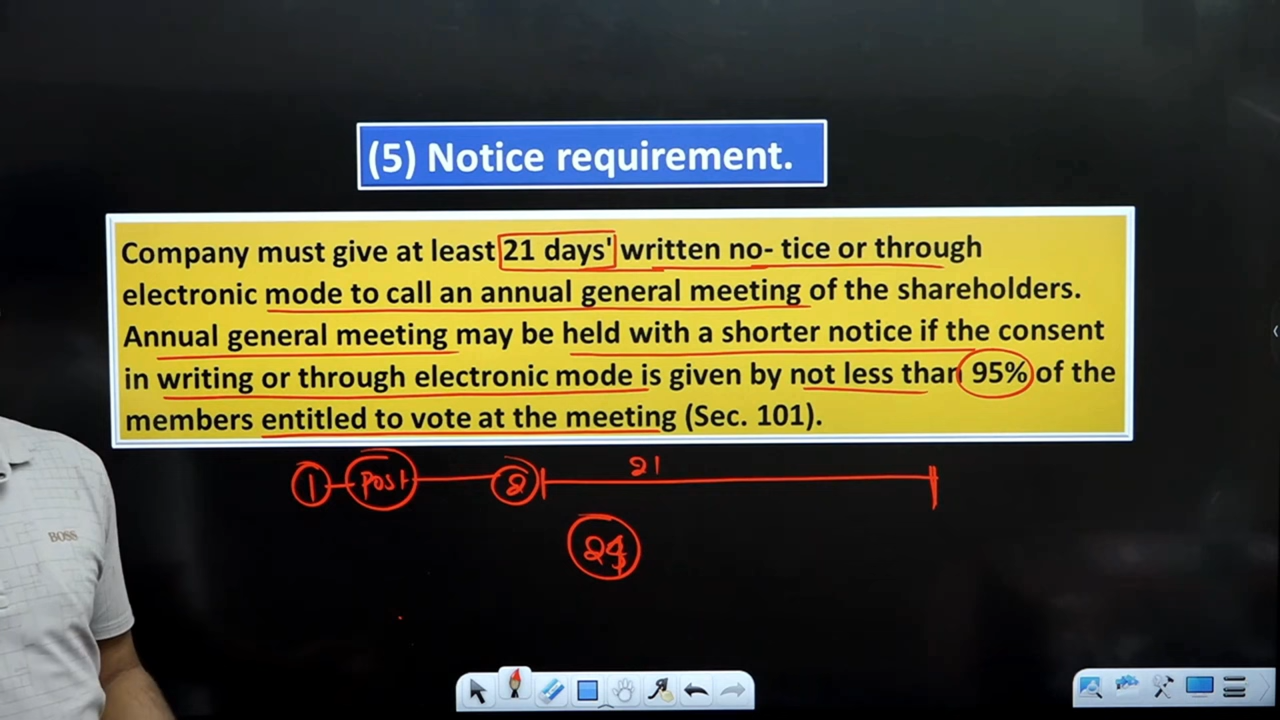 (5) Notice requirement.
Company must give at least 21 days' written no- tice or through
electronic mode to call an annual general meeting of the shareholders.
Annual general meeting may be held with a shorter notice if the consent
in writing or through electronic mode is given by not less than 95% of the
members entitled to vote at the meeting (Sec. 101).
1 Post 2 21
BOSS